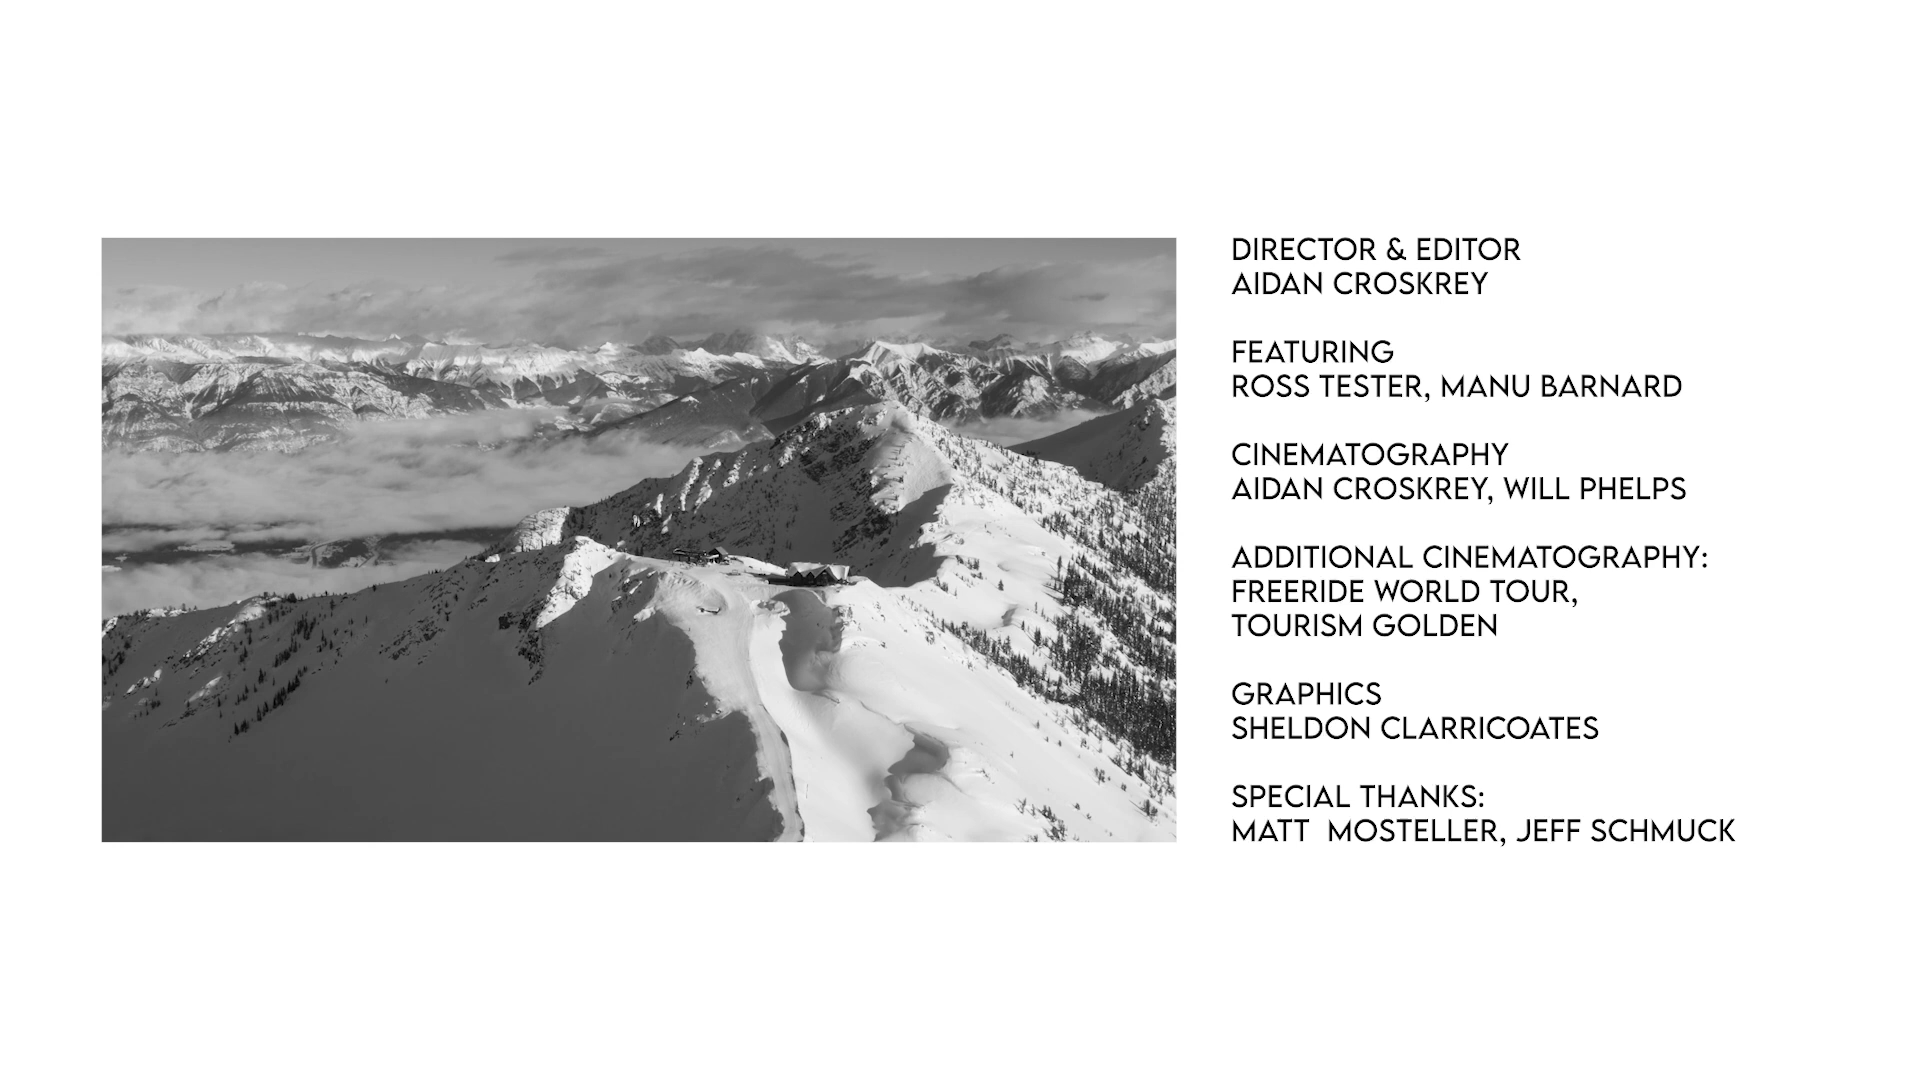 DIRECTOR & EDITOR
AIDAN CROSKREY
FEATURING
ROSS TESTER, MANU BARNARD
CINEMATOGRAPHY
AIDAN CROSKREY, WILL PHELPS
ADDITIONAL CINEMATOGRAPHY:
FREERIDE WORLD TOUR,
TOURISM GOLDEN
GRAPHICS
SHELDON CLARRICOATES
SPECIAL THANKS:
MATT  MOSTELLER, JEFF SCHMUCK